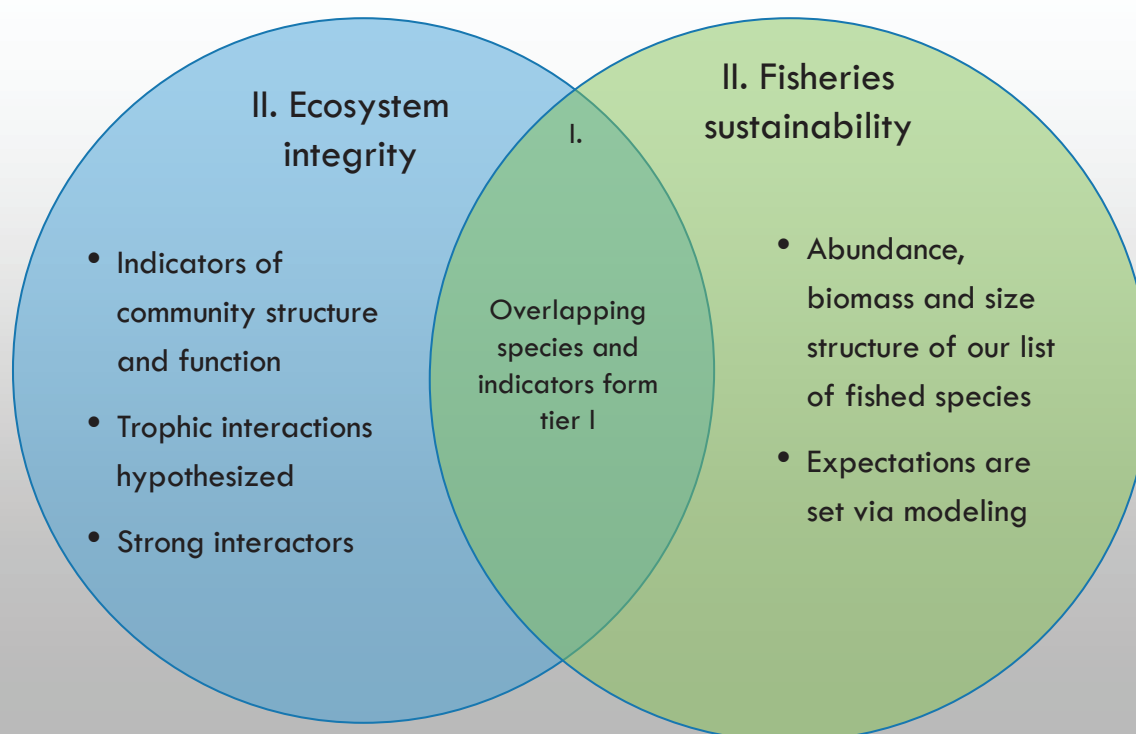 II. Ecosystem
integrity
• Indicators of
community structure
and function
• Trophic interactions
hypothesized
• Strong interactors
I.
Overlapping
species and
indicators form
tier I
II. Fisheries
sustainability
• Abundance,
biomass and size
structure of our list
of fished species
• Expectations are
set via modeling